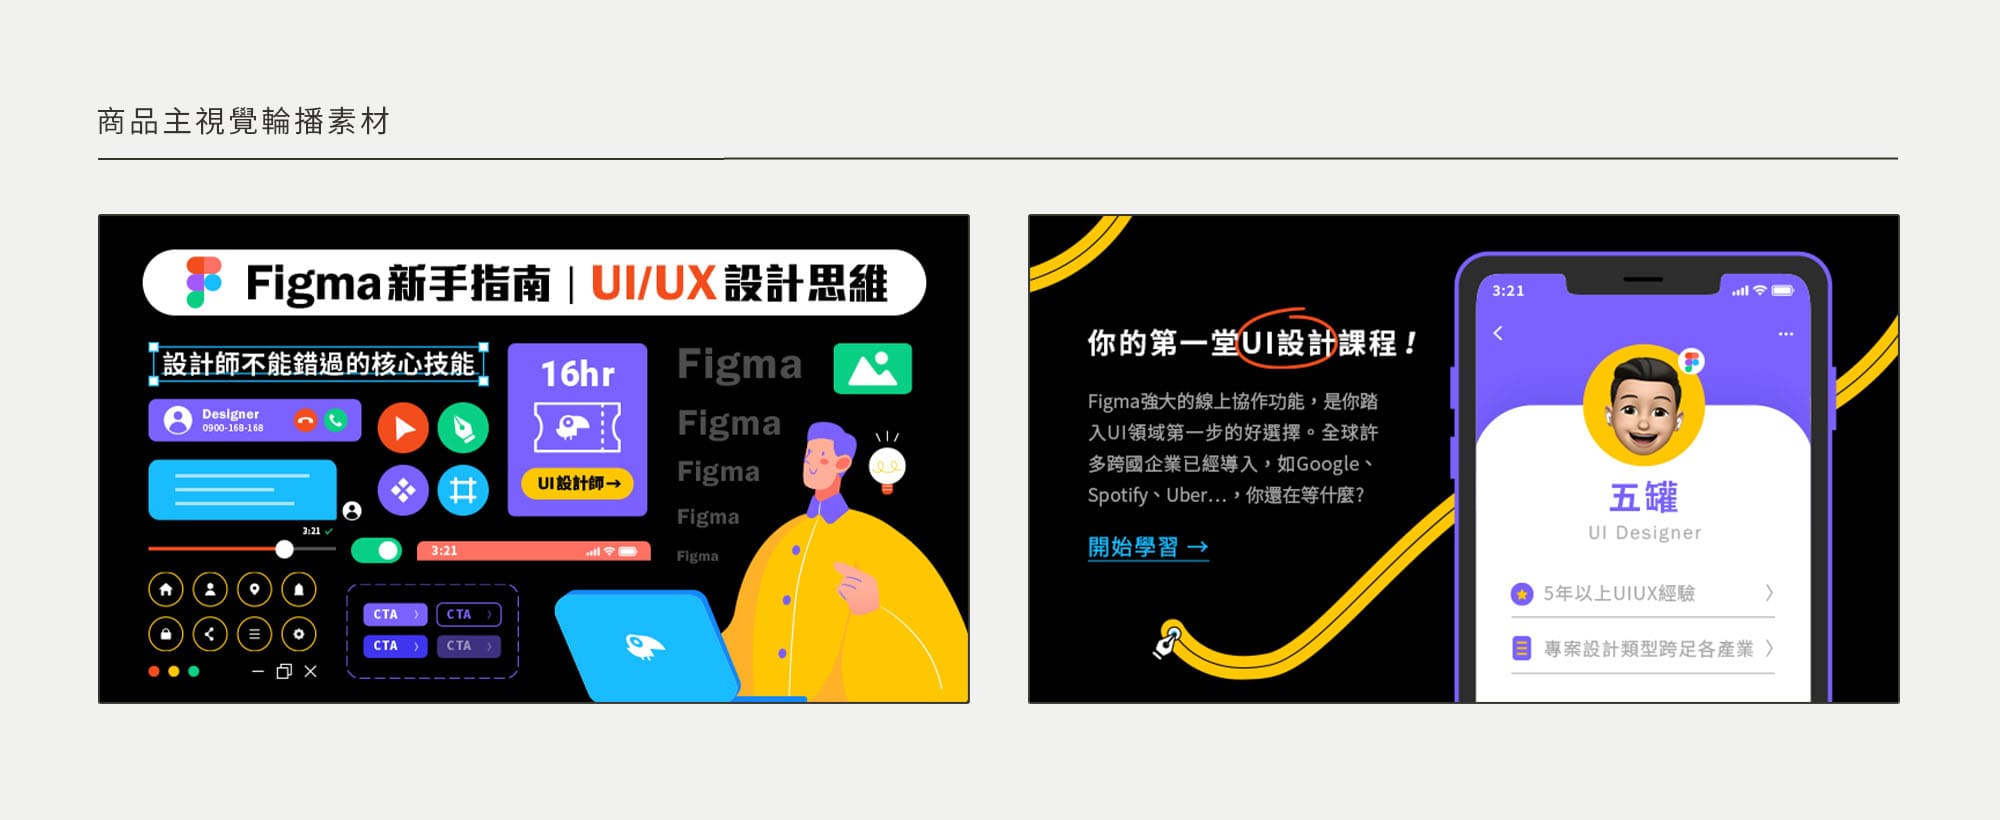 商品主視覺輪播素材
Figma新手指南｜UI/UX設計思維
設計師不能錯過的核心技能
Designer
0900-168-168
3:21
3:21
CTA 〉
CTA 〉
CTA 〉
CTA 〉
16hr
UI設計師→
Figma
Figma
Figma
Figma
Figma
你的第一堂UI設計課程！
Figma強大的線上協作功能，是你踏
入UI領域第一步的好選擇。全球許
多跨國企業已經導入，如Google、
Spotify、Uber…，你還在等什麼?
開始學習 →
3:21
五罐
UI Designer
5年以上UIUX經驗
專案設計類型跨足各產業